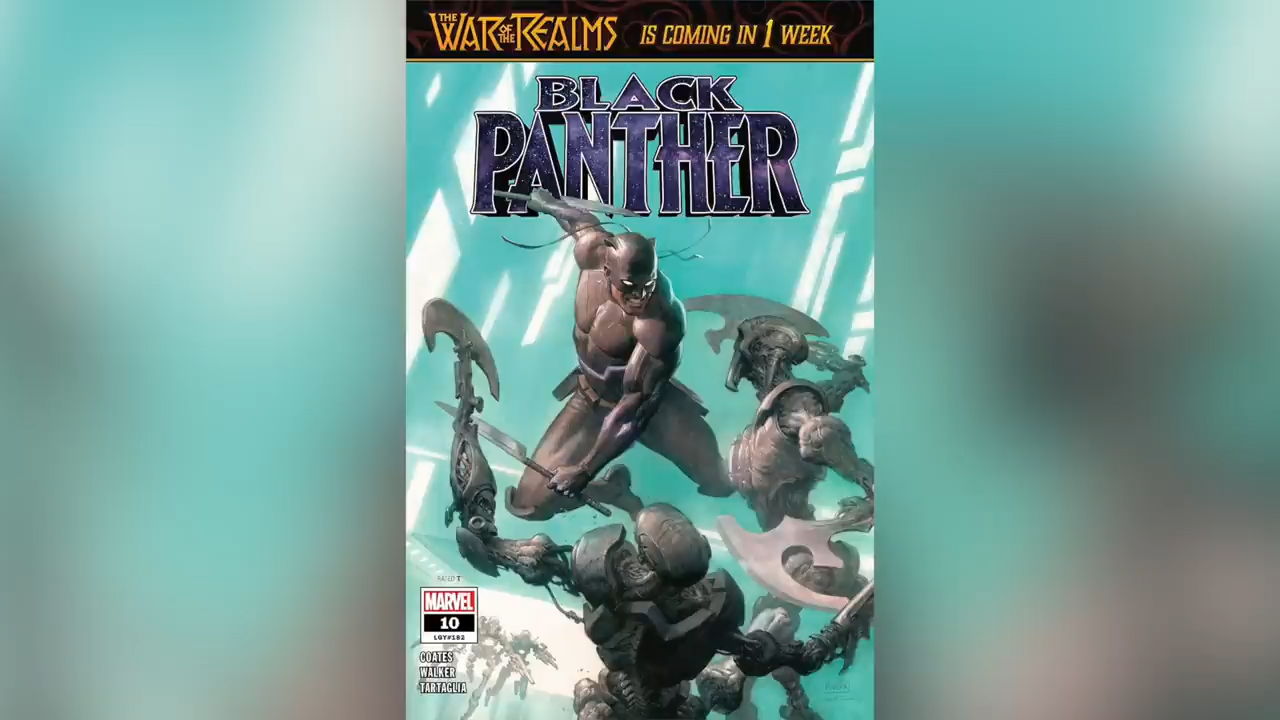 THE WAR OF THE REALMS IS COMING IN 1 WEEK
BLACK
PANTHER
RATED T
MARVEL
10
LGY#182
COATES
WALKER
TARTAGLIA